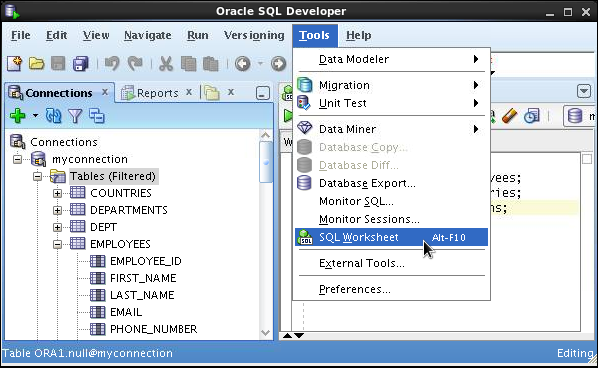 Oracle SQL Developer
File Edit View Navigate Run Versioning Tools Help
Connections
Reports
Connections
myconnection
Tables (Filtered)
COUNTRIES
DEPARTMENTS
DEPT
EMPLOYEES
EMPLOYEE_ID
FIRST_NAME
LAST_NAME
EMAIL
PHONE_NUMBER
Data Modeler
Migration
Unit Test
Data Miner
Database Copy...
Database Diff...
Database Export...
Monitor SQL...
Monitor Sessions...
SQL Worksheet Alt-F10
External Tools...
Preferences...
SQL
m
W
yees;
ries;
ns;
Table ORA1.null@myconnection
Editing